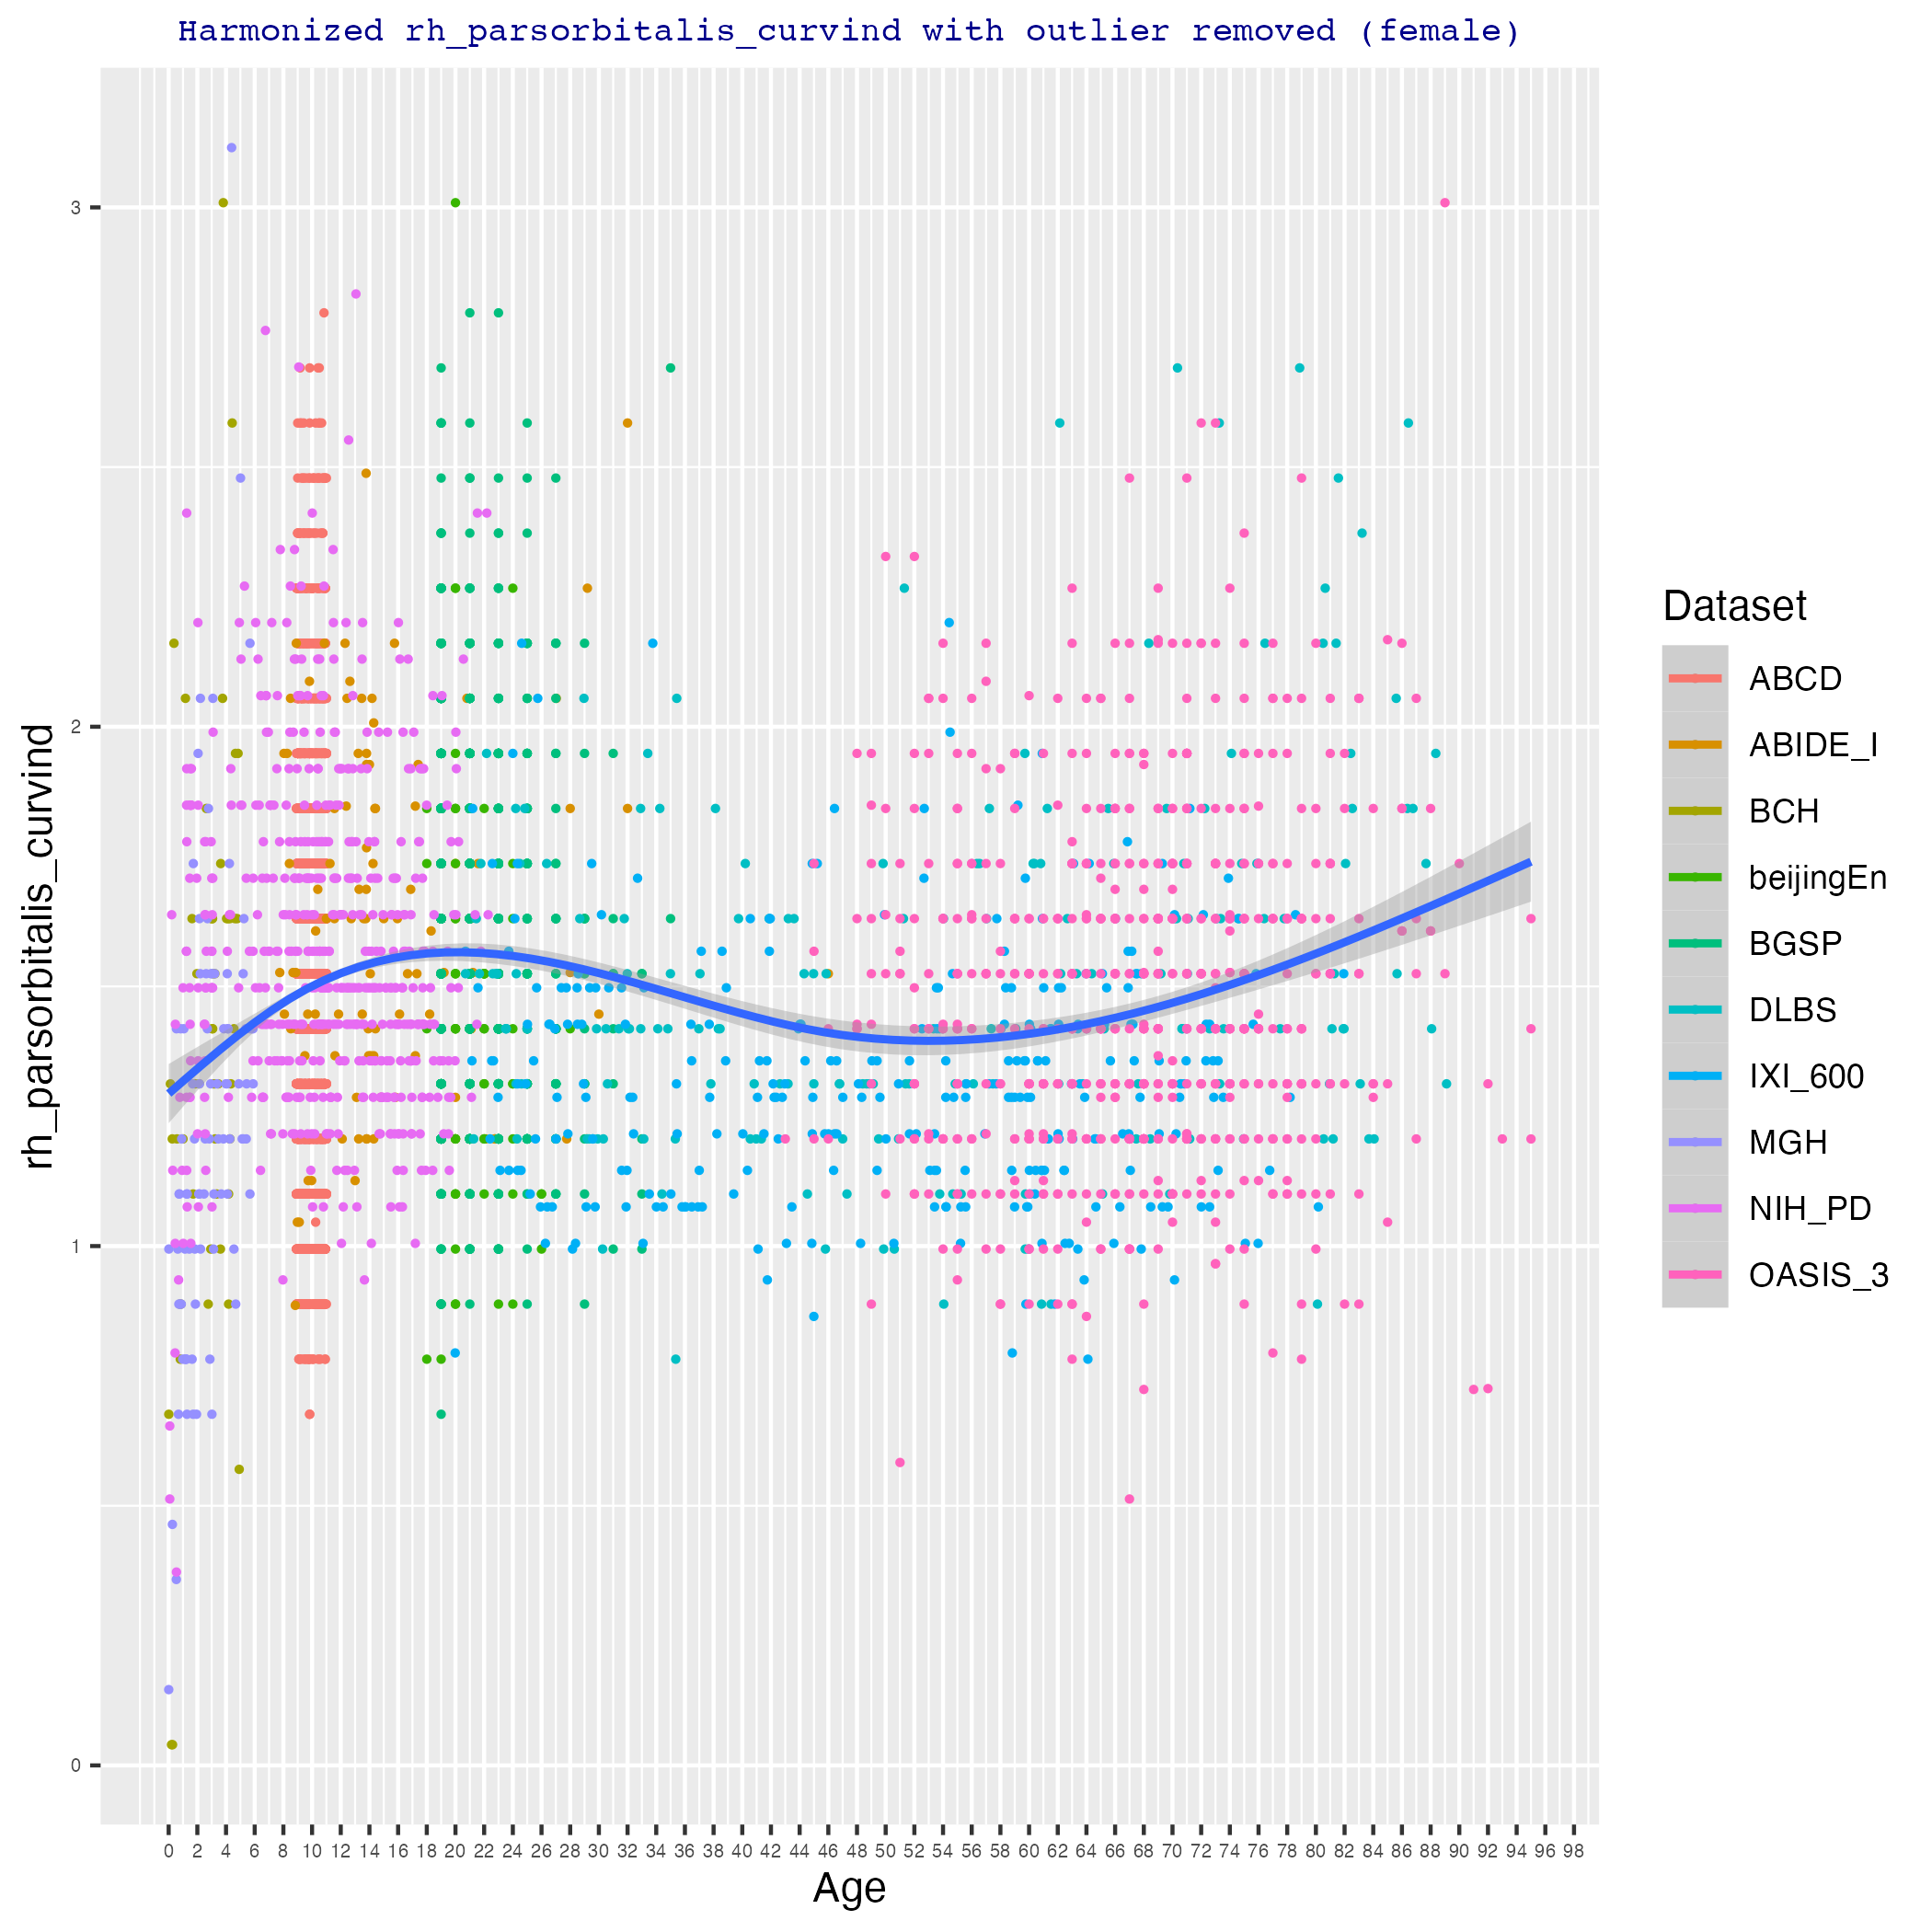 Harmonized rh_parsorbitalis_curvind with outlier removed (female)
rh_parsorbitalis_curvind
3
2
1
0
0 2 4 6 8 10 12 14 16 18 20 22 24 26 28 30 32 34 36 38 40 42 44 46 48 50 52 54 56 58 60 62 64 66 68 70 72 74 76 78 80 82 84 86 88 90 92 94 96 98
Age
Dataset
ABCD
ABIDE_I
BCH
beijingEn
BGSP
DLBS
IXI_600
MGH
NIH_PD
OASIS_3